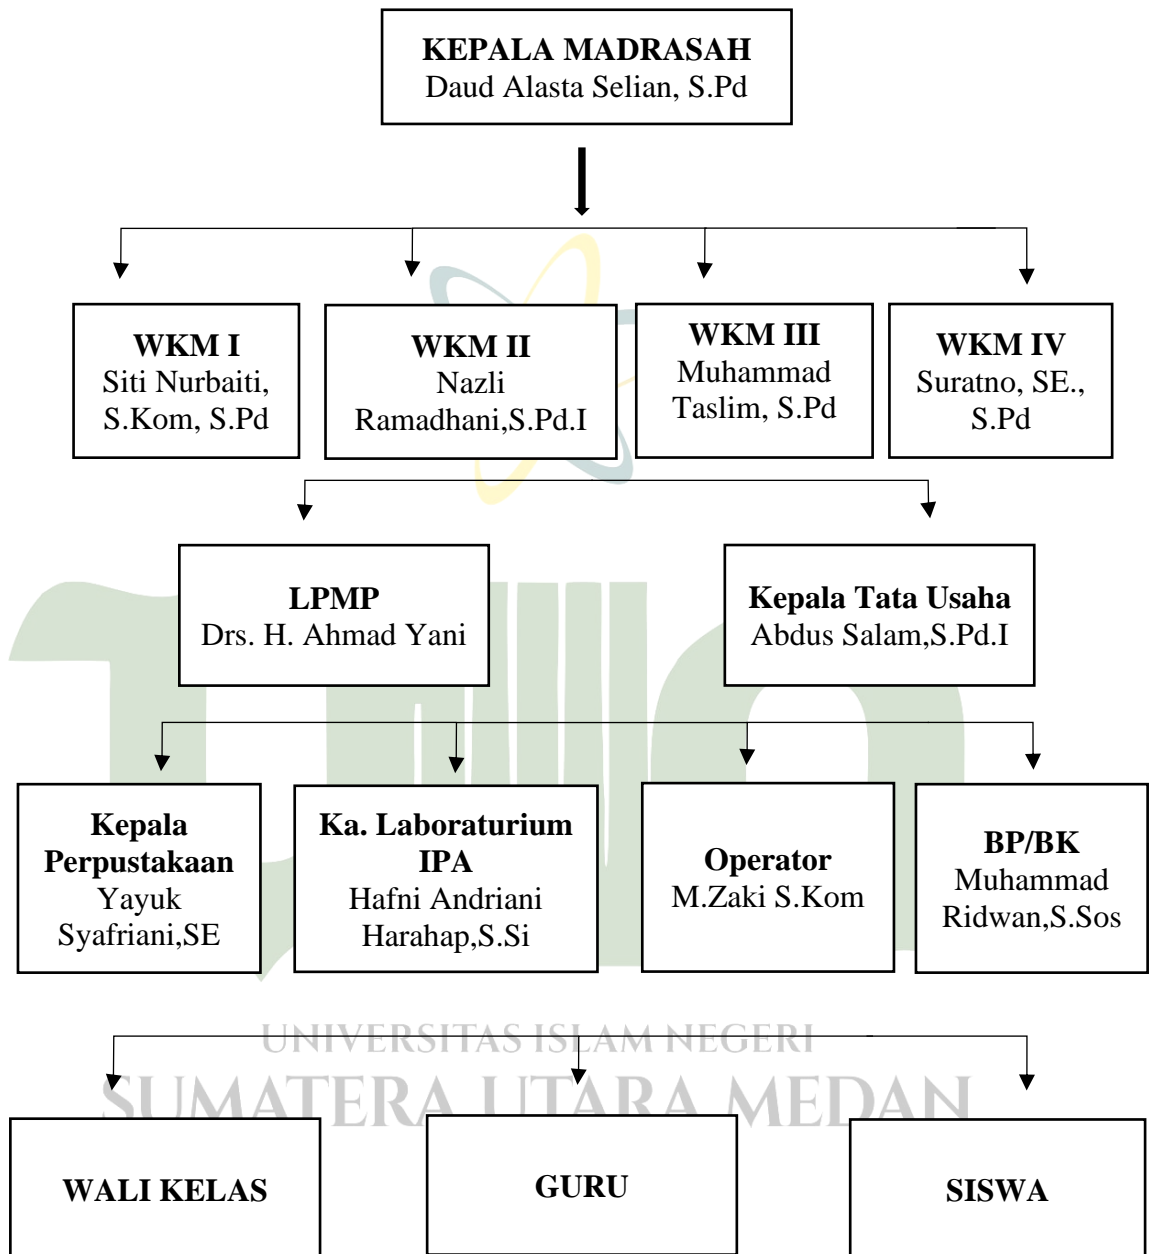 KEPALA MADRASAH
Daud Alasta Selian, S.Pd
WKM I
Siti Nurbaiti,
S.Kom, S.Pd
WKM II
Nazli
Ramadhani,S.Pd.I
WKM III
Muhammad
Taslim, S.Pd
WKM IV
Suratno, SE.,
S.Pd
LPMP
Drs. H. Ahmad Yani
Kepala Tata Usaha
Abdus Salam,S.Pd.I
Kepala
Perpustakaan
Yayuk
Syafriani,SE
Ka. Laboraturium
IPA
Hafni Andriani
Harahap,S.Si
Operator
M.Zaki S.Kom
BP/BK
Muhammad
Ridwan,S.Sos
UNIVERSITAS ISLAM NEGERI
SUMATERA UTARA MEDAN
WALI KELAS
GURU
SISWA